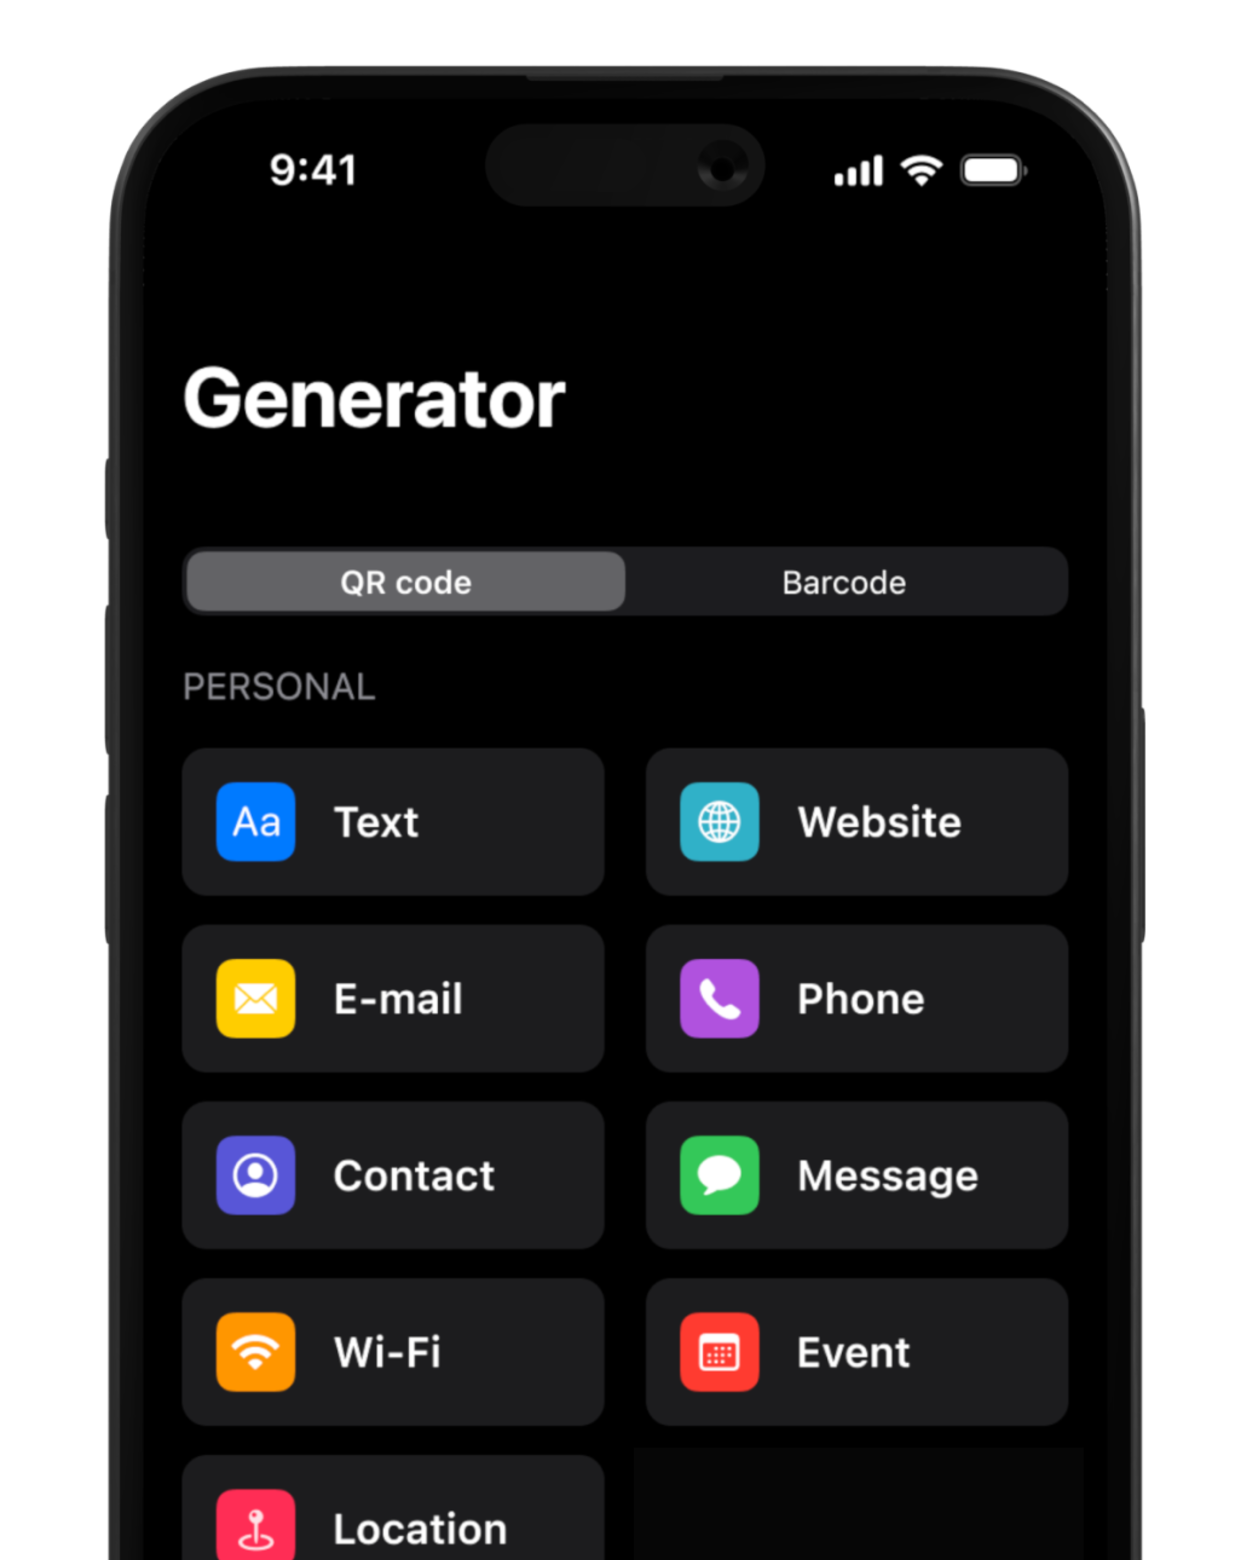 9:41
Generator
QR code
Barcode
PERSONAL
Aa Text
Website
E-mail
Phone
Contact
Message
Wi-Fi
Event
Location